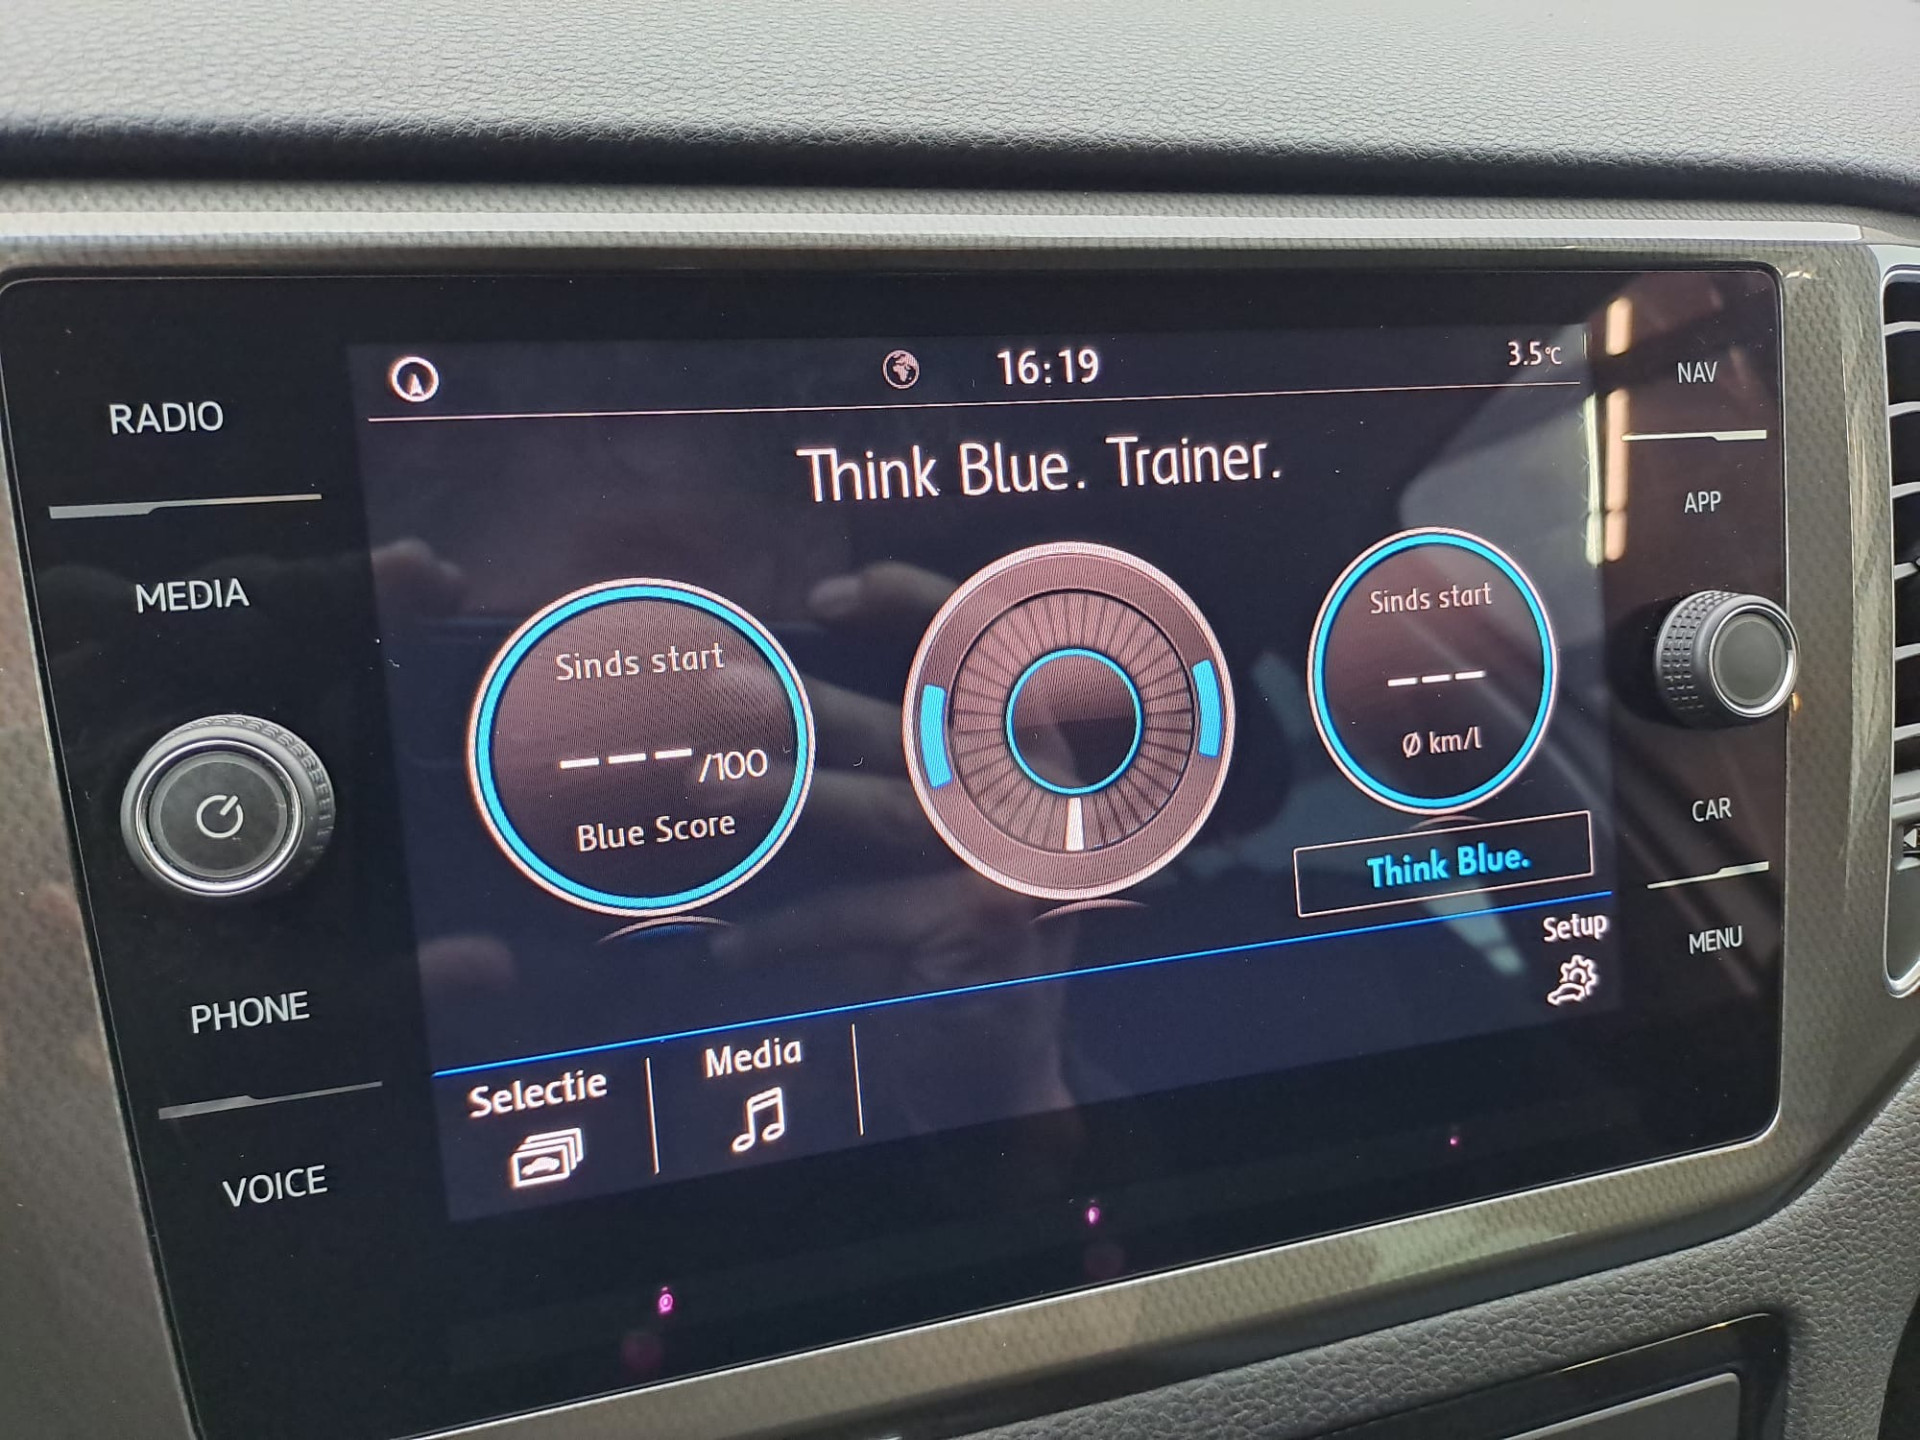 RADIO
MEDIA
PHONE
VOICE
16:19
3.5°C
Think Blue. Trainer.
Sinds start
--- /100
Blue Score
Sinds start
---
Ø km/l
Think Blue.
Setup
Selectie
Media
NAV
APP
CAR
MENU